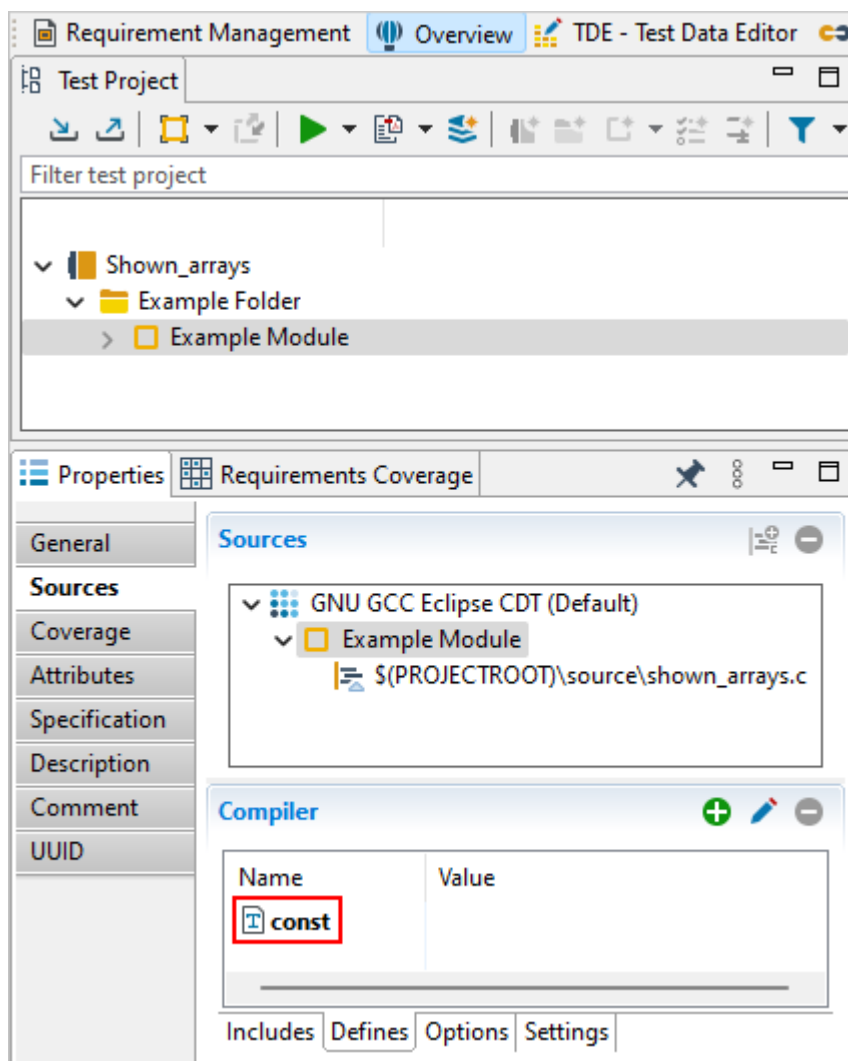 Requirement Management Overview TDE - Test Data Editor
Test Project
Filter test project
Shown_arrays
Example Folder
Example Module
Properties Requirements Coverage
General
Sources
Coverage
Attributes
Specification
Description
Comment
UUID
Sources
GNU GCC Eclipse CDT (Default)
Example Module
$(PROJECTROOT)\source\shown_arrays.c
Compiler
Name Value
const
Includes Defines Options Settings